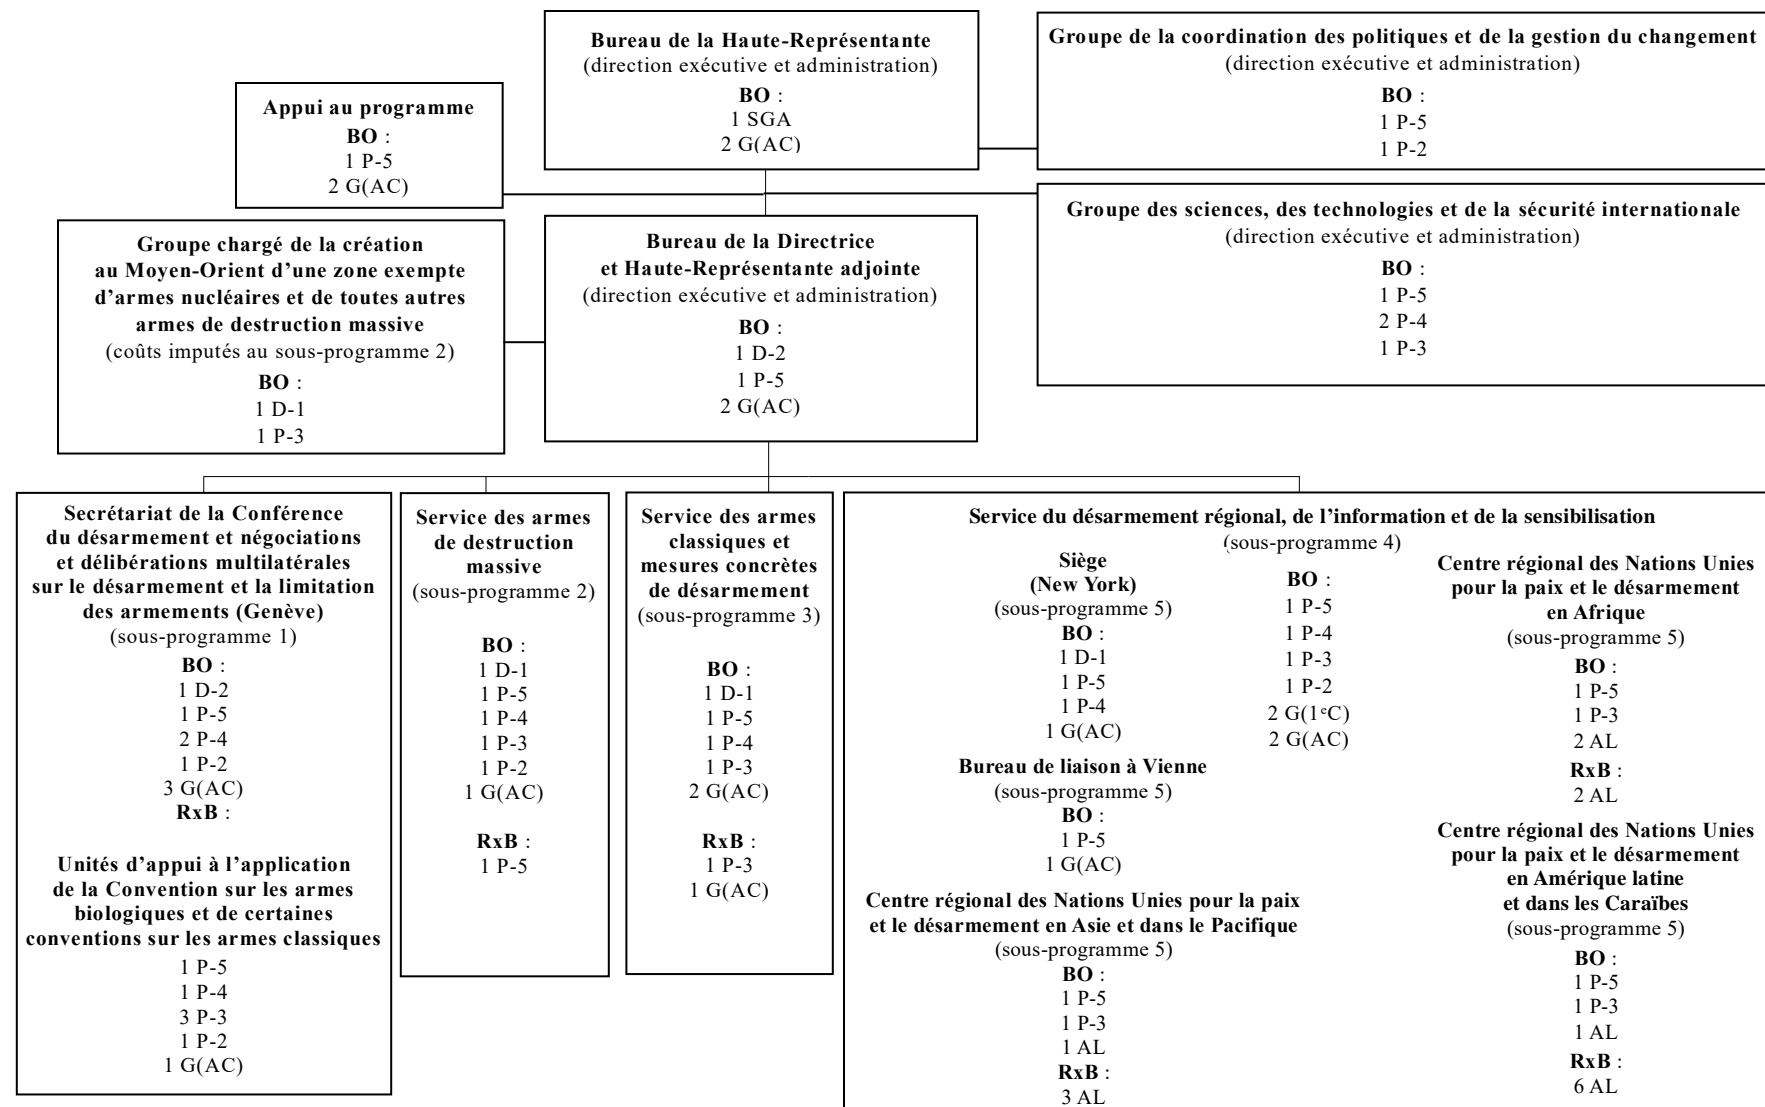 Bureau de la Haute-Représentante
(direction exécutive et administration)
BO :
1 SGA
2 G(AC)
Groupe de la coordination des politiques et de la gestion du changement
(direction exécutive et administration)
BO :
1 P-5
1 P-2
Appui au programme
BO :
1 P-5
2 G(AC)
Groupe des sciences, des technologies et de la sécurité internationale
(direction exécutive et administration)
BO :
1 P-5
2 P-4
1 P-3
Groupe chargé de la création
au Moyen-Orient d'une zone exempte
d'armes nucléaires et de toutes autres
armes de destruction massive
(coûts imputés au sous-programme 2)
BO :
1 D-1
1 P-3
Bureau de la Directrice
et Haute-Représentante adjointe
(direction exécutive et administration)
BO :
1 D-2
1 P-5
2 G(AC)
Secrétariat de la Conférence
du désarmement et négociations
et délibérations multilatérales
sur le désarmement et la limitation
des armements (Genève)
(sous-programme 1)
BO :
1 D-2
1 P-5
2 P-4
1 P-2
3 G(AC)
RxB :
Unités d'appui à l'application
de la Convention sur les armes
biologiques et de certaines
conventions sur les armes classiques
1 P-5
1 P-4
3 P-3
1 P-2
1 G(AC)
Service des armes
de destruction
massive
(sous-programme 2)
BO :
1 D-1
1 P-5
1 P-4
1 P-3
1 P-2
1 G(AC)
RxB :
1 P-5
Service des armes
classiques et
mesures concrètes
de désarmement
(sous-programme 3)
BO :
1 D-1
1 P-5
1 P-4
1 P-3
2 G(AC)
RxB :
1 P-3
1 G(AC)
Service du désarmement régional, de l'information et de la sensibilisation
(sous-programme 4)
BO :
1 P-5
1 P-4
1 P-3
1 P-2
2 G(1eC)
2 G(AC)
Siège
(New York)
(sous-programme 5)
BO :
1 D-1
1 P-5
1 P-4
1 G(AC)
Bureau de liaison à Vienne
(sous-programme 5)
BO :
1 P-5
1 G(AC)
Centre régional des Nations Unies pour la paix
et le désarmement en Asie et dans le Pacifique
(sous-programme 5)
BO :
1 P-5
1 P-3
1 AL
RxB :
3 AL
Centre régional des Nations Unies
pour la paix et le désarmement
en Afrique
(sous-programme 5)
BO :
1 P-5
1 P-3
2 AL
RxB :
2 AL
Centre régional des Nations Unies
pour la paix et le désarmement
en Amérique latine
et dans les Caraïbes
(sous-programme 5)
BO :
1 P-5
1 P-3
1 AL
RxB :
6 AL